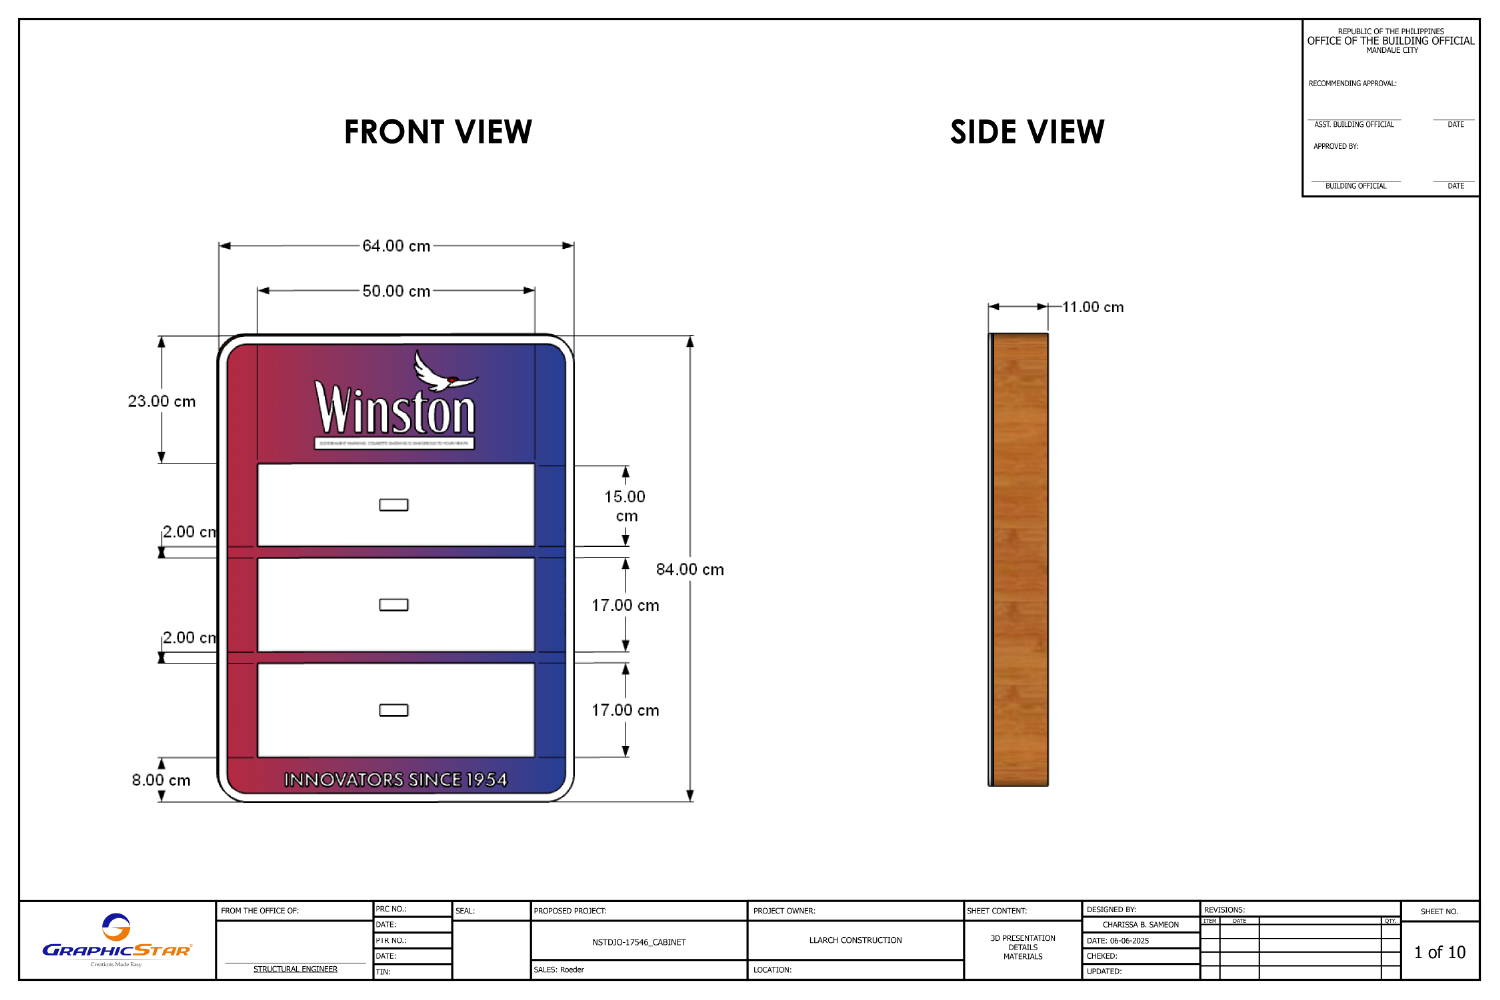 REPUBLIC OF THE PHILIPPINES
OFFICE OF THE BUILDING OFFICIAL
MANDAUE CITY
RECOMMENDING APPROVAL:
ASST. BUILDING OFFICIAL DATE
APPROVED BY:
BUILDING OFFICIAL DATE
FRONT VIEW
SIDE VIEW
64.00 cm
50.00 cm
11.00 cm
23.00 cm
Winston
15.00
cm
2.00 cm
84.00 cm
17.00 cm
2.00 cm
17.00 cm
8.00 cm
INNOVATORS SINCE 1954
GRAPHICSTAR
Creations Made Easy
FROM THE OFFICE OF:
STRUCTURAL ENGINEER
PRC NO.:
DATE:
PTR NO.:
DATE:
TIN:
SEAL:
PROPOSED PROJECT:
NSTDJO-17546_CABINET
SALES: Roeder
PROJECT OWNER:
LLARCH CONSTRUCTION
LOCATION:
SHEET CONTENT:
3D PRESENTATION
DETAILS
MATERIALS
DESIGNED BY:
CHARISSA B. SAMEON
DATE: 06-06-2025
CHEKED:
UPDATED:
REVISIONS:
ITEM DATE QTY.
SHEET NO.
1 of 10